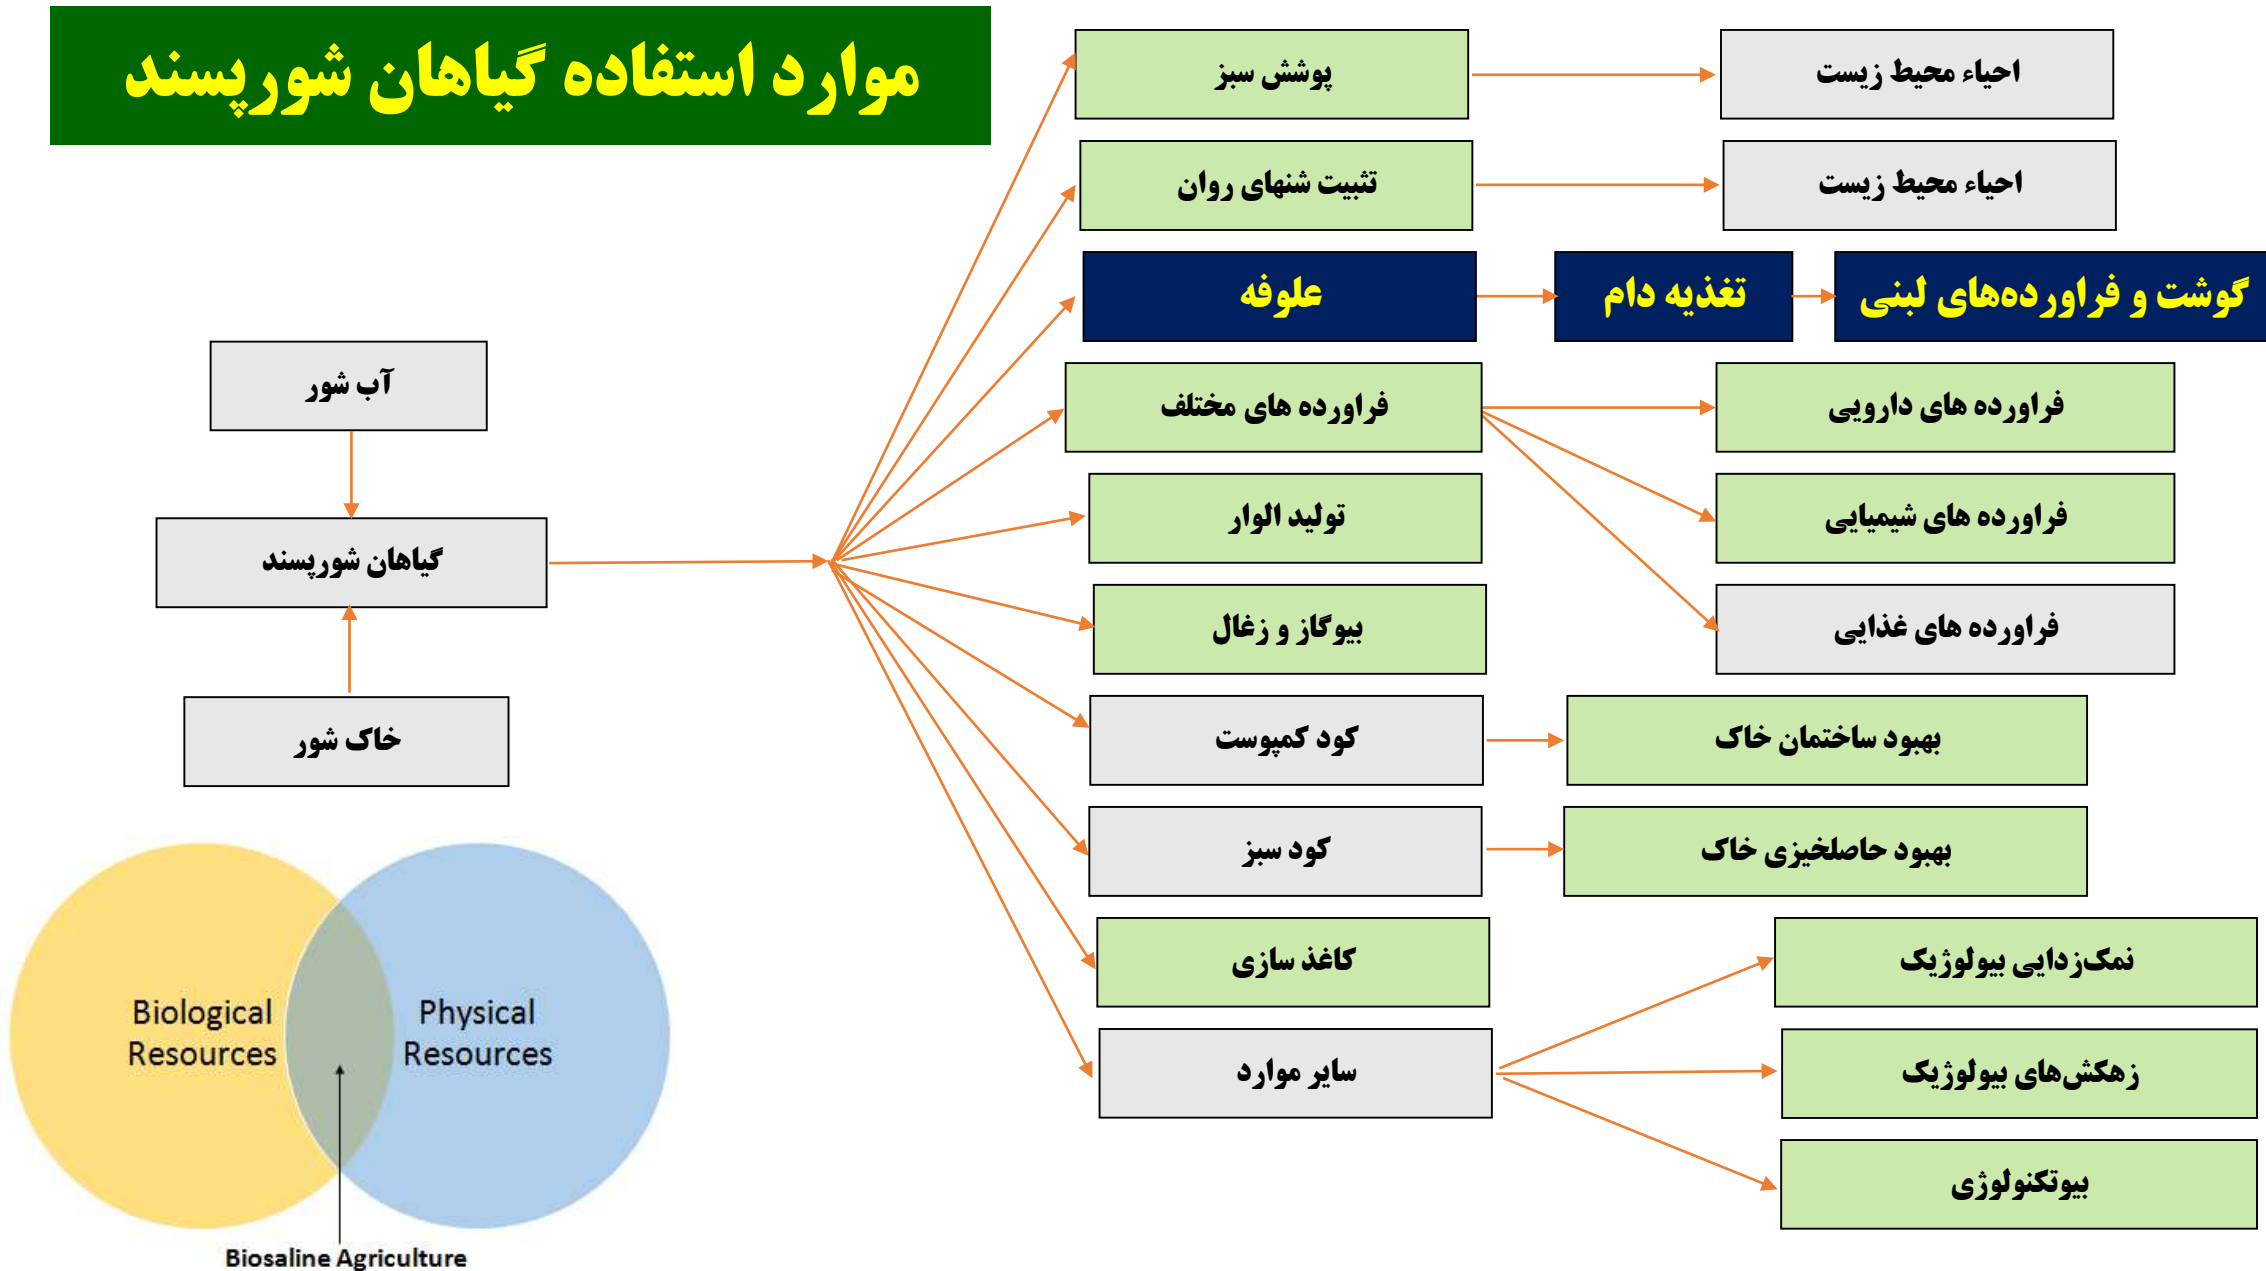 موارد استفاده گیاهان شورپسند
پوشش سبز
احیاء محیط زیست
تثبیت شنهای روان
احیاء محیط زیست
علوفه
تغذیه دام
گوشت و فراورده‌های لبنی
آب شور
گیاهان شورپسند
خاک شور
فراورده های مختلف
فراورده های دارویی
فراورده های شیمیایی
فراورده های غذایی
تولید الوار
بیوگاز و زغال
کود کمپوست
بهبود ساختمان خاک
کود سبز
بهبود حاصلخیزی خاک
کاغذ سازی
سایر موارد
نمک‌زدایی بیولوژیک
زهکش‌های بیولوژیک
بیوتکنولوژی
Biological
Resources
Physical
Resources
Biosaline Agriculture